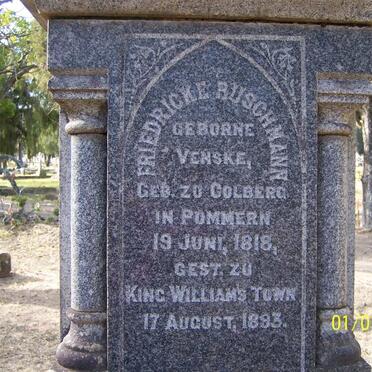 FRIEDRICKE RUSCHMANN
GEBORNE
VENSKE,
GEB. ZU COLBERG
IN POMMERN
19 JUNI, 1818,
GEST. ZU
KING WILLIAMS TOWN
17 AUGUST, 1893.
01/0